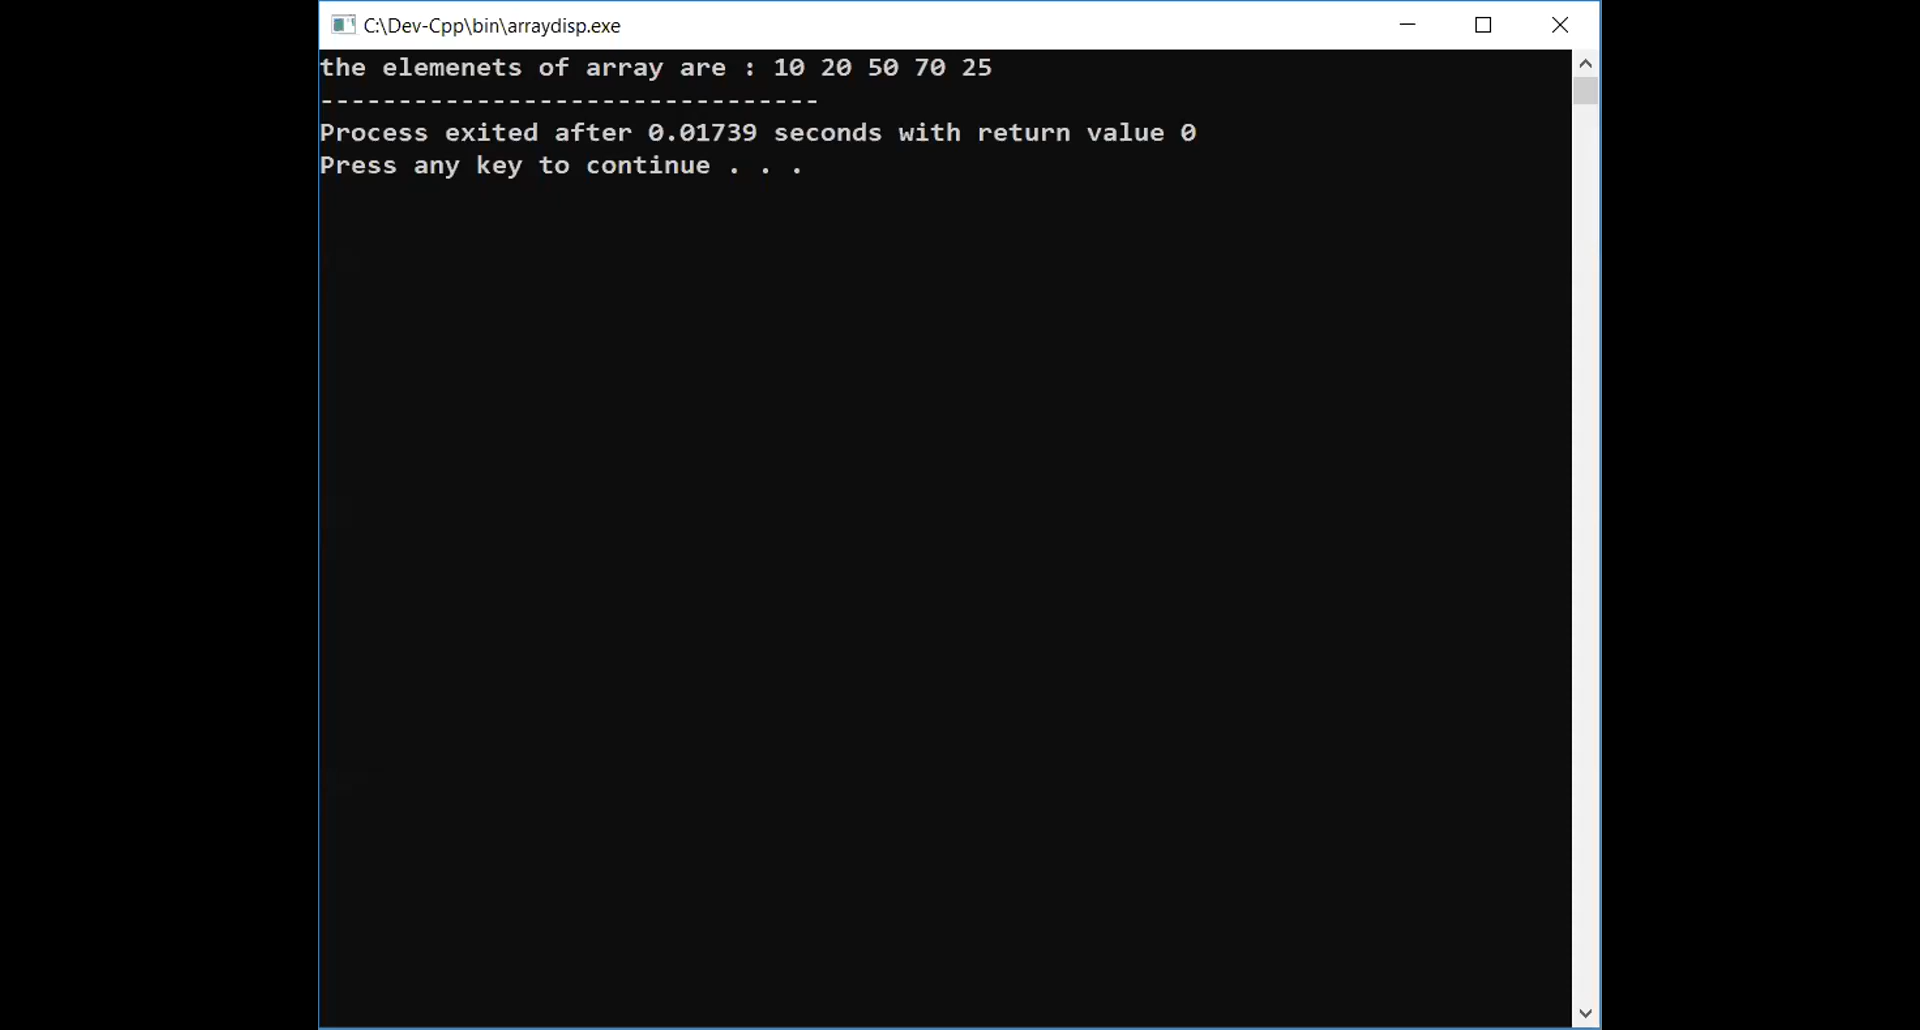 C:\Dev-Cpp\bin\arraydisp.exe
the elemenets of array are : 10 20 50 70 25
--------------------------------
Process exited after 0.01739 seconds with return value 0
Press any key to continue . . .